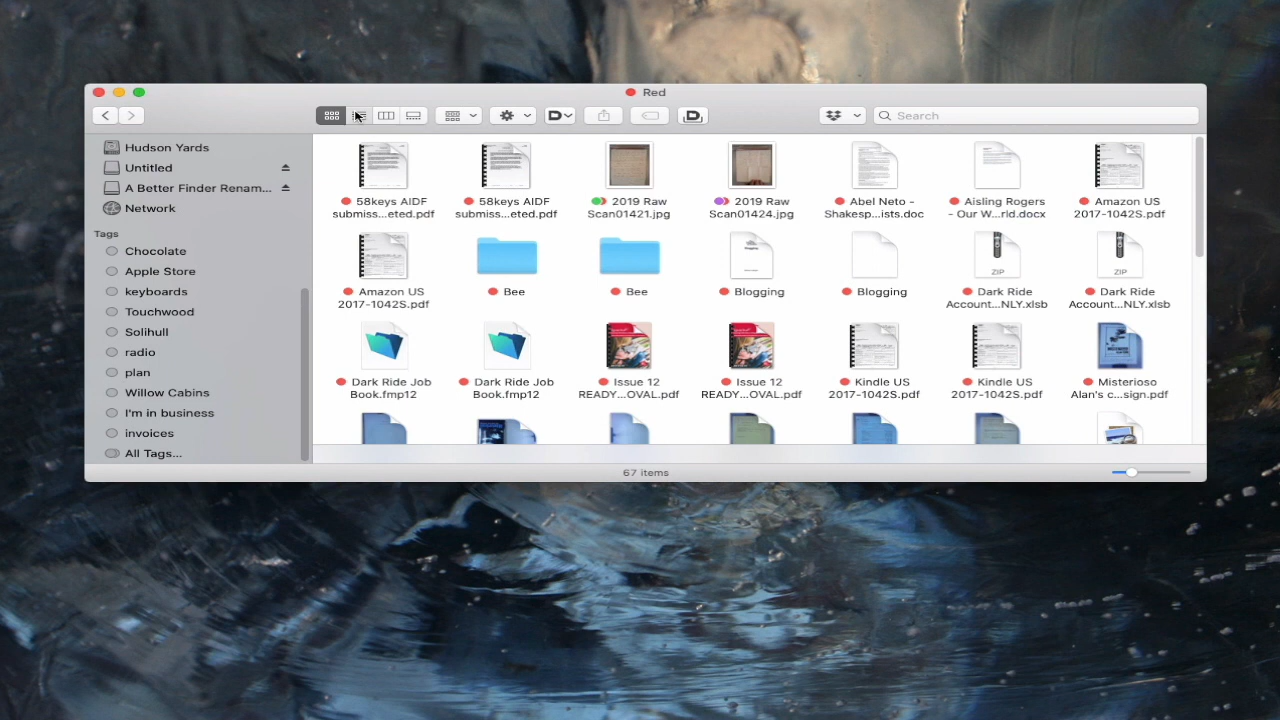 Red
Search
Hudson Yards
Untitled
A Better Finder Renam...
Network
Tags
Chocolate
Apple Store
keyboards
Touchwood
Solihull
radio
plan
Willow Cabins
I'm in business
invoices
All Tags...
58keys AIDF
submiss...eted.pdf
58keys AIDF
submiss...eted.pdf
2019 Raw
Scan01421.jpg
2019 Raw
Scan01424.jpg
Abel Neto -
Shakesp...ists.doc
Aisling Rogers
- Our W...rld.docx
Amazon US
2017-1042S.pdf
Amazon US
2017-1042S.pdf
Bee
Bee
Blogging
Blogging
Blogging
ZIP
Dark Ride
Account...NLY.xlsb
ZIP
Dark Ride
Account...NLY.xlsb
Dark Ride Job
Book.fmp12
Dark Ride Job
Book.fmp12
Issue 12
READY...OVAL.pdf
Issue 12
READY...OVAL.pdf
Kindle US
2017-1042S.pdf
Kindle US
2017-1042S.pdf
Misterioso
Alan's c...sign.pdf
67 items